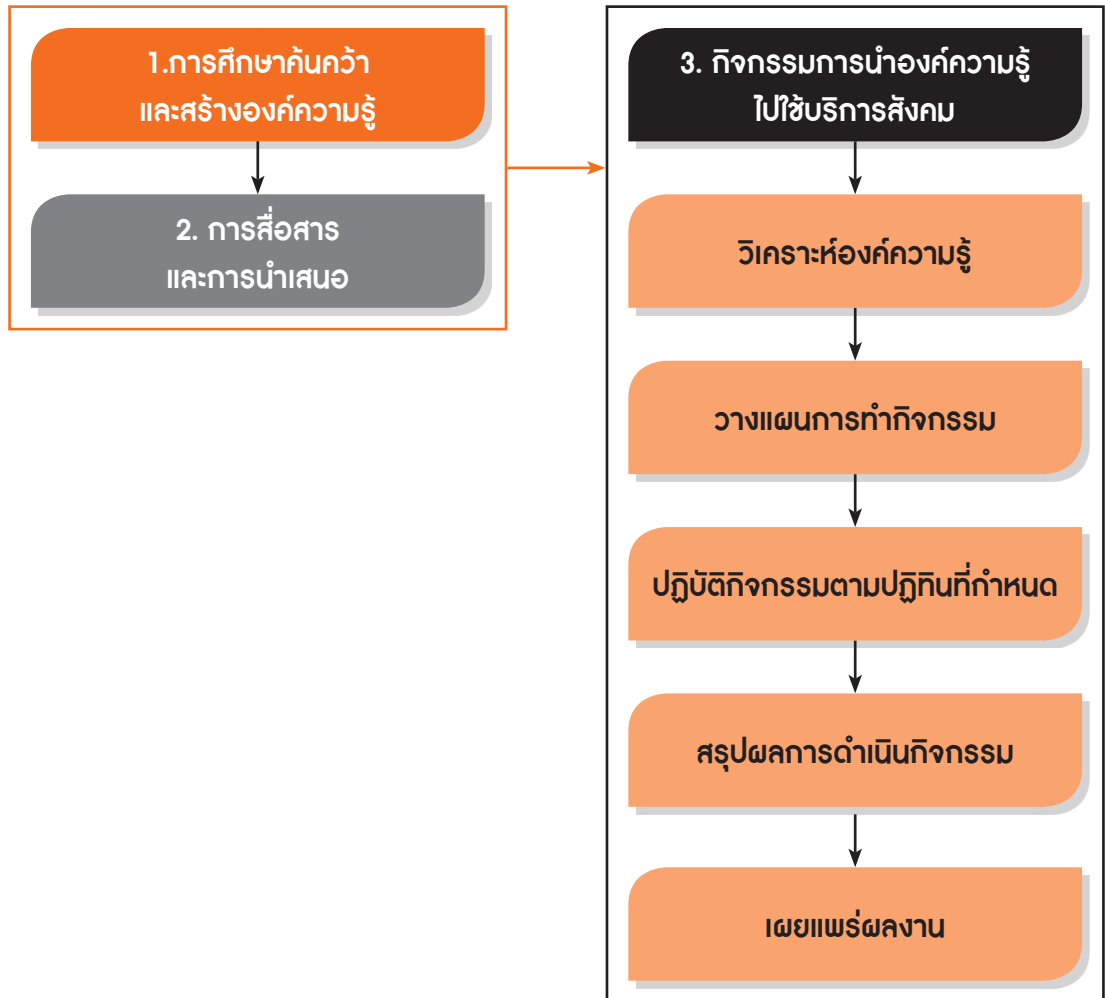 1.การศึกษาค้นคว้า
และสร้างองค์ความรู้
2. การสื่อสาร
และการนำเสนอ
3. กิจกรรมการนำองค์ความรู้
ไปใช้บริการสังคม
วิเคราะห์องค์ความรู้
วางแผนการทำกิจกรรม
ปฏิบัติกิจกรรมตามปฏิทินที่กำหนด
สรุปผลการดำเนินกิจกรรม
เผยแพร่ผลงาน